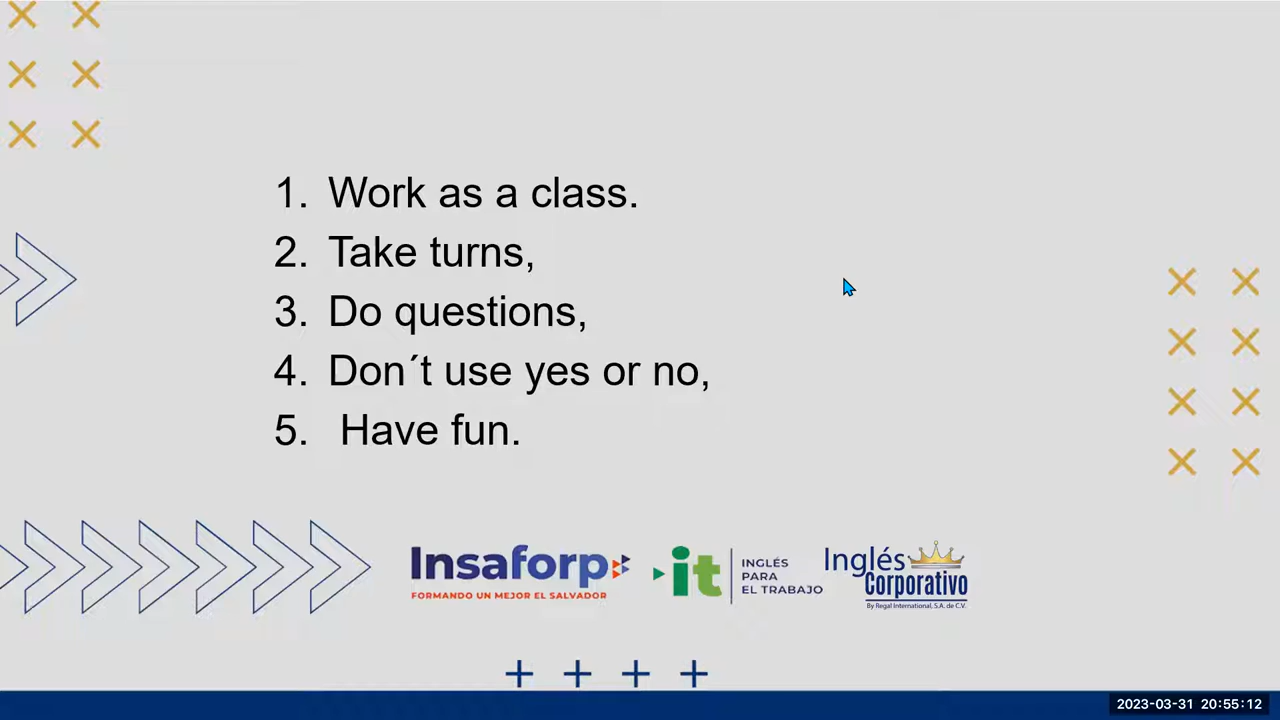 1. Work as a class.
2. Take turns,
3. Do questions,
4. Don´t use yes or no,
5. Have fun.
Insaforp
FORMANDO UN MEJOR EL SALVADOR
it
INGLÉS
PARA
EL TRABAJO
Inglés
Corporativo
By Regal International, S.A. de C.V.
2023-03-31 20:55:12